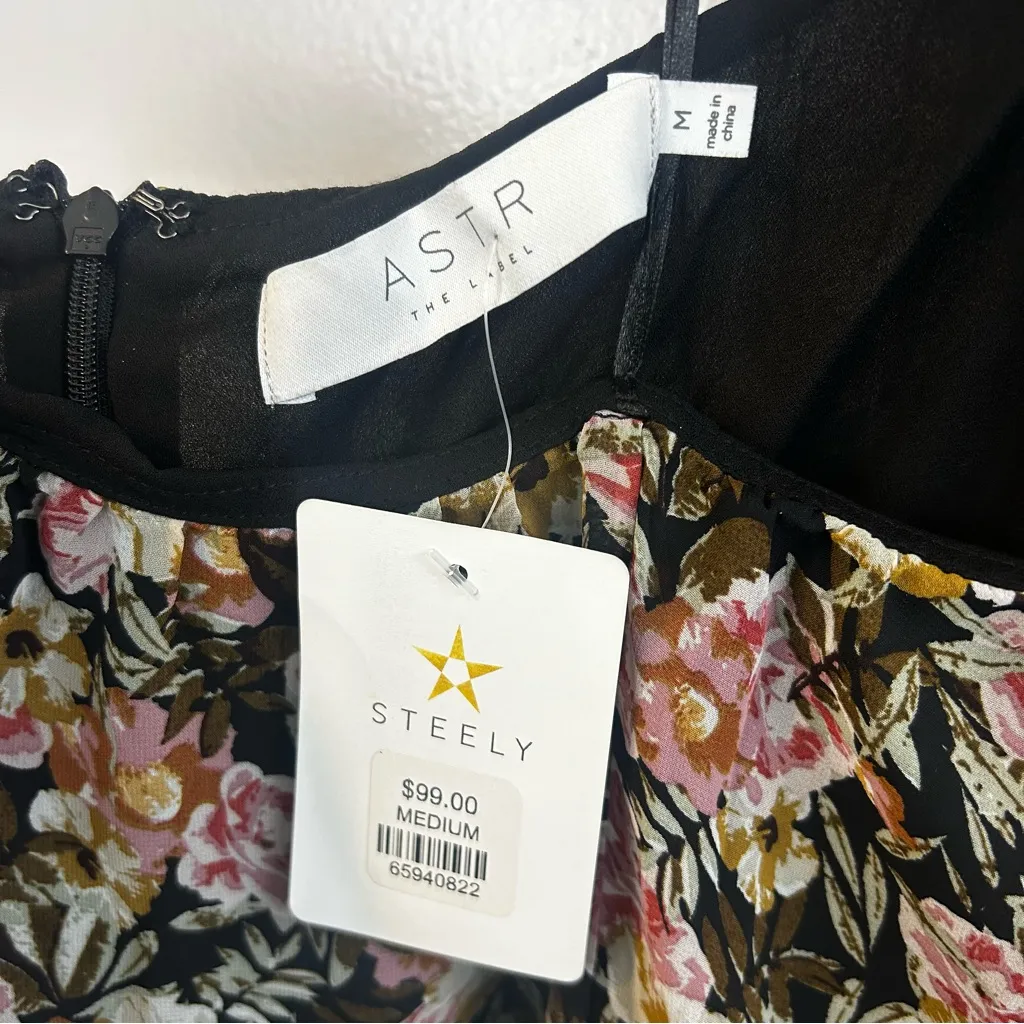 ASTR
THE LABEL
M
made in
china
STEELY
$99.00
MEDIUM
65940822